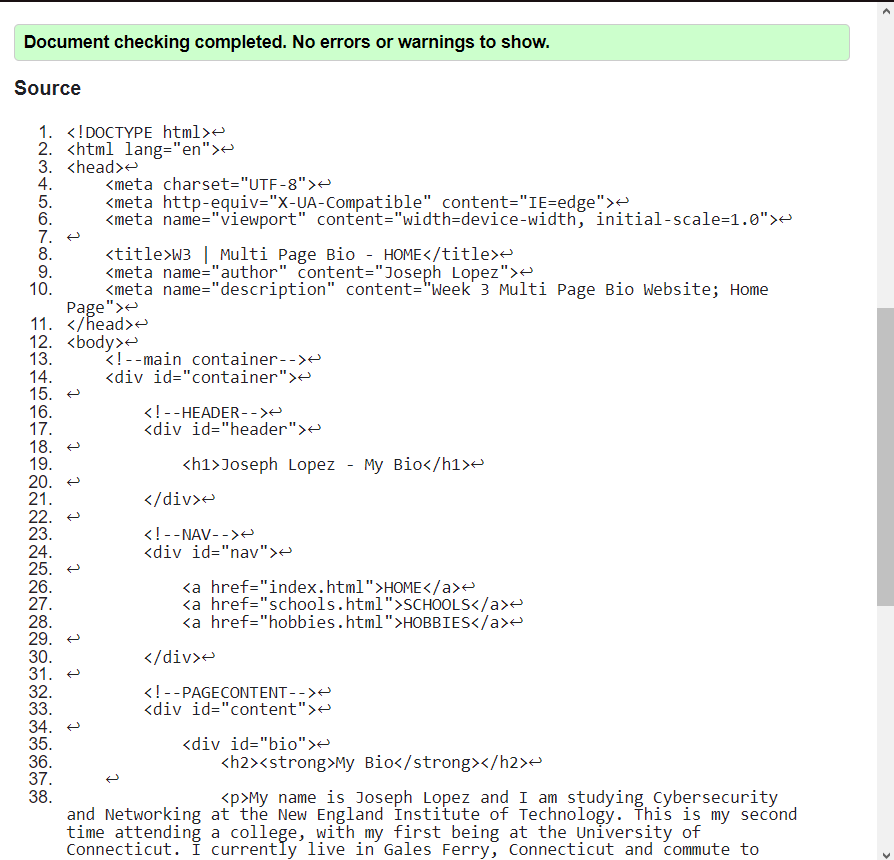 Document checking completed. No errors or warnings to show.
Source
1. <!DOCTYPE html>↩
2. <html lang="en">↩
3. <head>↩
4.     <meta charset="UTF-8">↩
5.     <meta http-equiv="X-UA-Compatible" content="IE=edge">↩
6.     <meta name="viewport" content="width=device-width, initial-scale=1.0">↩
7. ↩
8.     <title>W3 | Multi Page Bio - HOME</title>↩
9.     <meta name="author" content="Joseph Lopez">↩
10.     <meta name="description" content="Week 3 Multi Page Bio Website; Home
Page">↩
11. </head>↩
12. <body>↩
13.     <!--main container-->↩
14.     <div id="container">↩
15. ↩
16.         <!--HEADER-->↩
17.         <div id="header">↩
18. ↩
19.             <h1>Joseph Lopez - My Bio</h1>↩
20. ↩
21.         </div>↩
22. ↩
23.         <!--NAV-->↩
24.         <div id="nav">↩
25. ↩
26.             <a href="index.html">HOME</a>↩
27.             <a href="schools.html">SCHOOLS</a>↩
28.             <a href="hobbies.html">HOBBIES</a>↩
29. ↩
30.         </div>↩
31. ↩
32.         <!--PAGECONTENT-->↩
33.         <div id="content">↩
34. ↩
35.             <div id="bio">↩
36.                 <h2><strong>My Bio</strong></h2>↩
37.     ↩
38.                 <p>My name is Joseph Lopez and I am studying Cybersecurity
and Networking at the New England Institute of Technology. This is my second
time attending a college, with my first being at the University of
Connecticut. I currently live in Gales Ferry, Connecticut and commute to